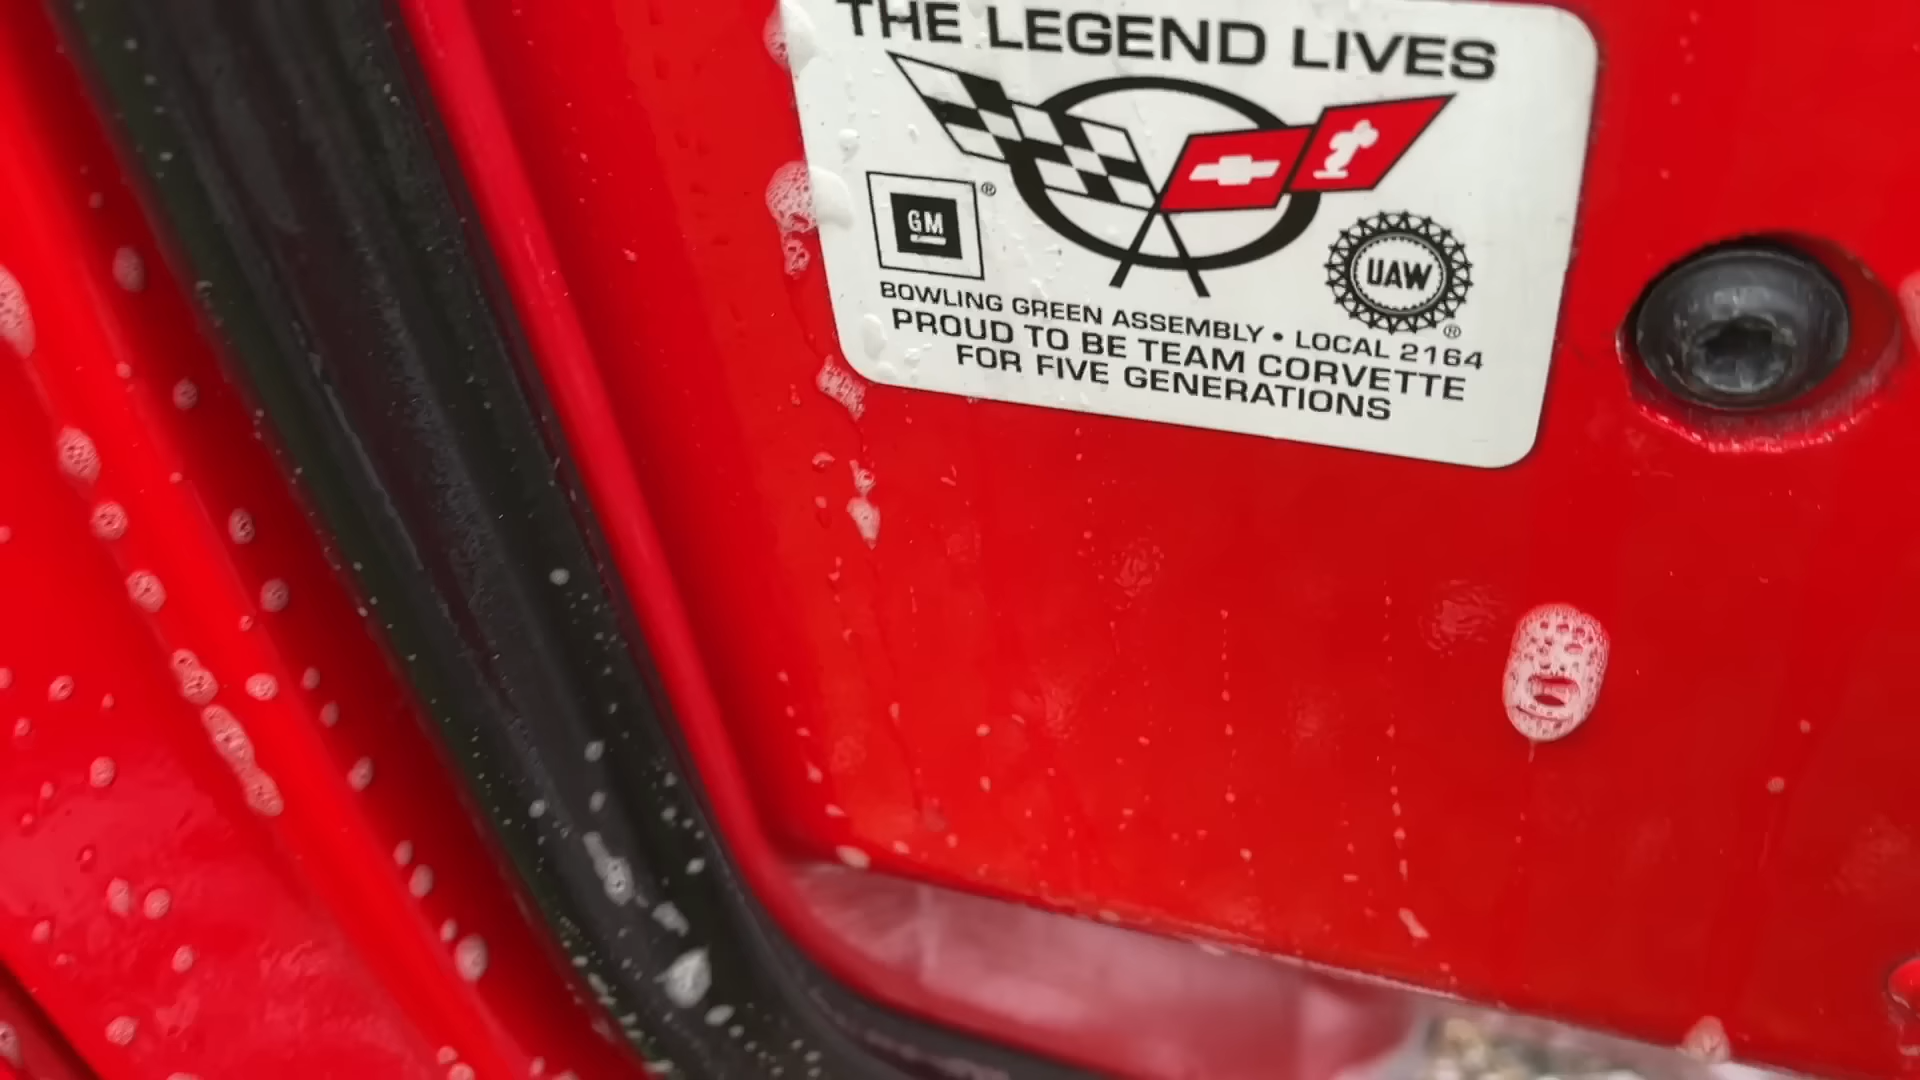 THE LEGEND LIVES
GM ®
UAW ®
BOWLING GREEN ASSEMBLY • LOCAL 2164
PROUD TO BE TEAM CORVETTE
FOR FIVE GENERATIONS